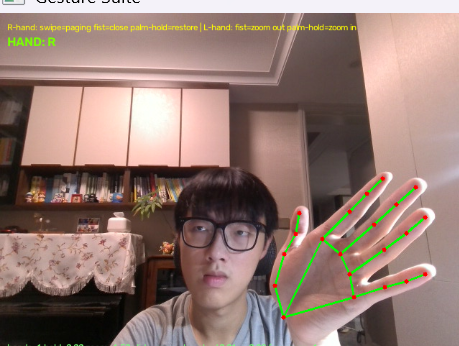 Gesture Suite
R-hand: swipe=paging fist=close palm-hold=restore | L-hand: fist=zoom out palm-hold=zoom in
HAND: R